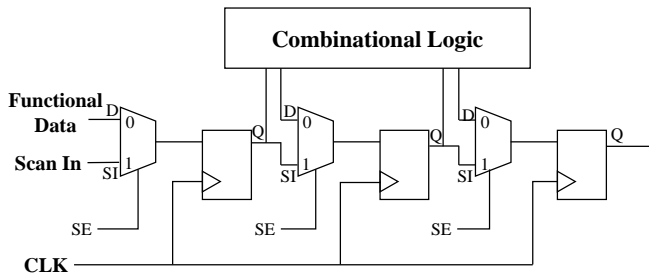 Combinational Logic
Functional
Data
D
0
Scan In
SI
1
Q
D
0
SI
1
Q
D
0
SI
1
Q
SE
SE
SE
CLK